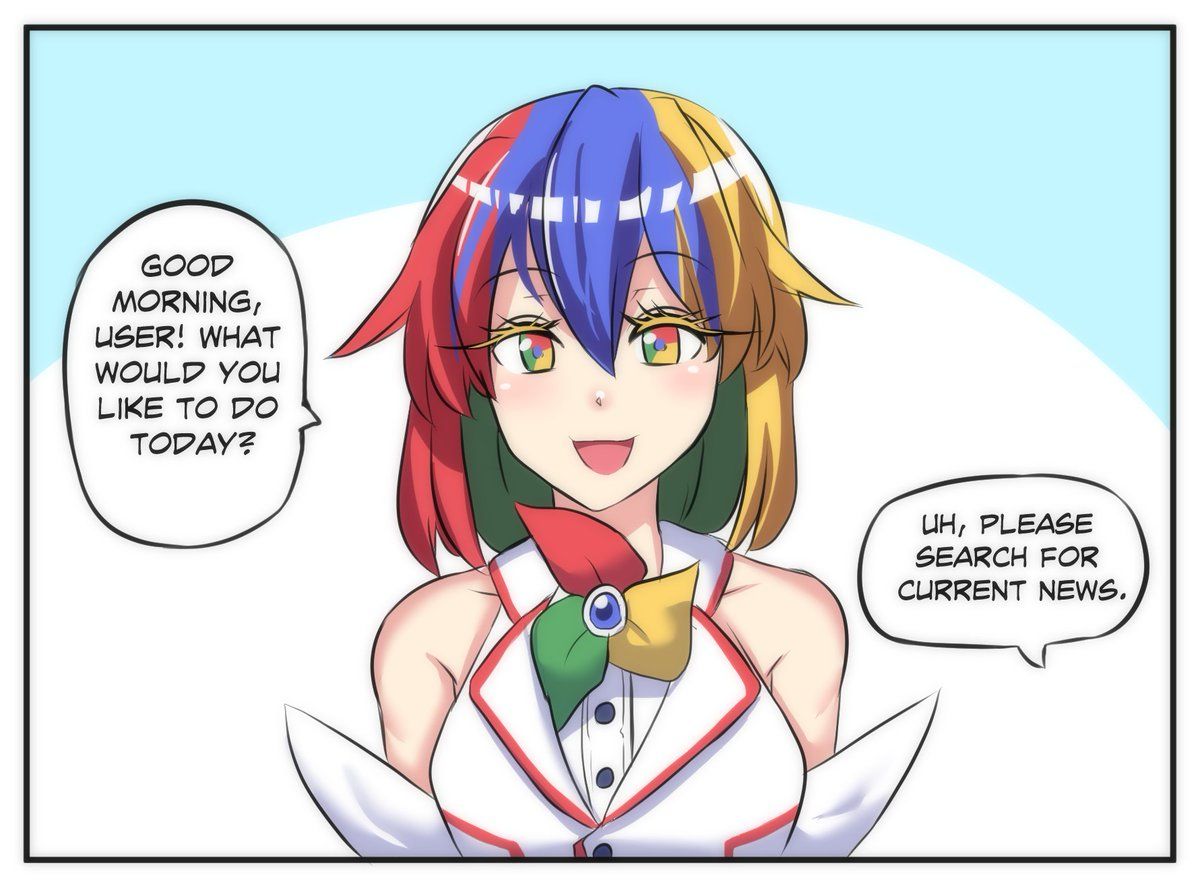 GOOD
MORNING,
USER! WHAT
WOULD YOU
LIKE TO DO
TODAY?
UH, PLEASE
SEARCH FOR
CURRENT NEWS.